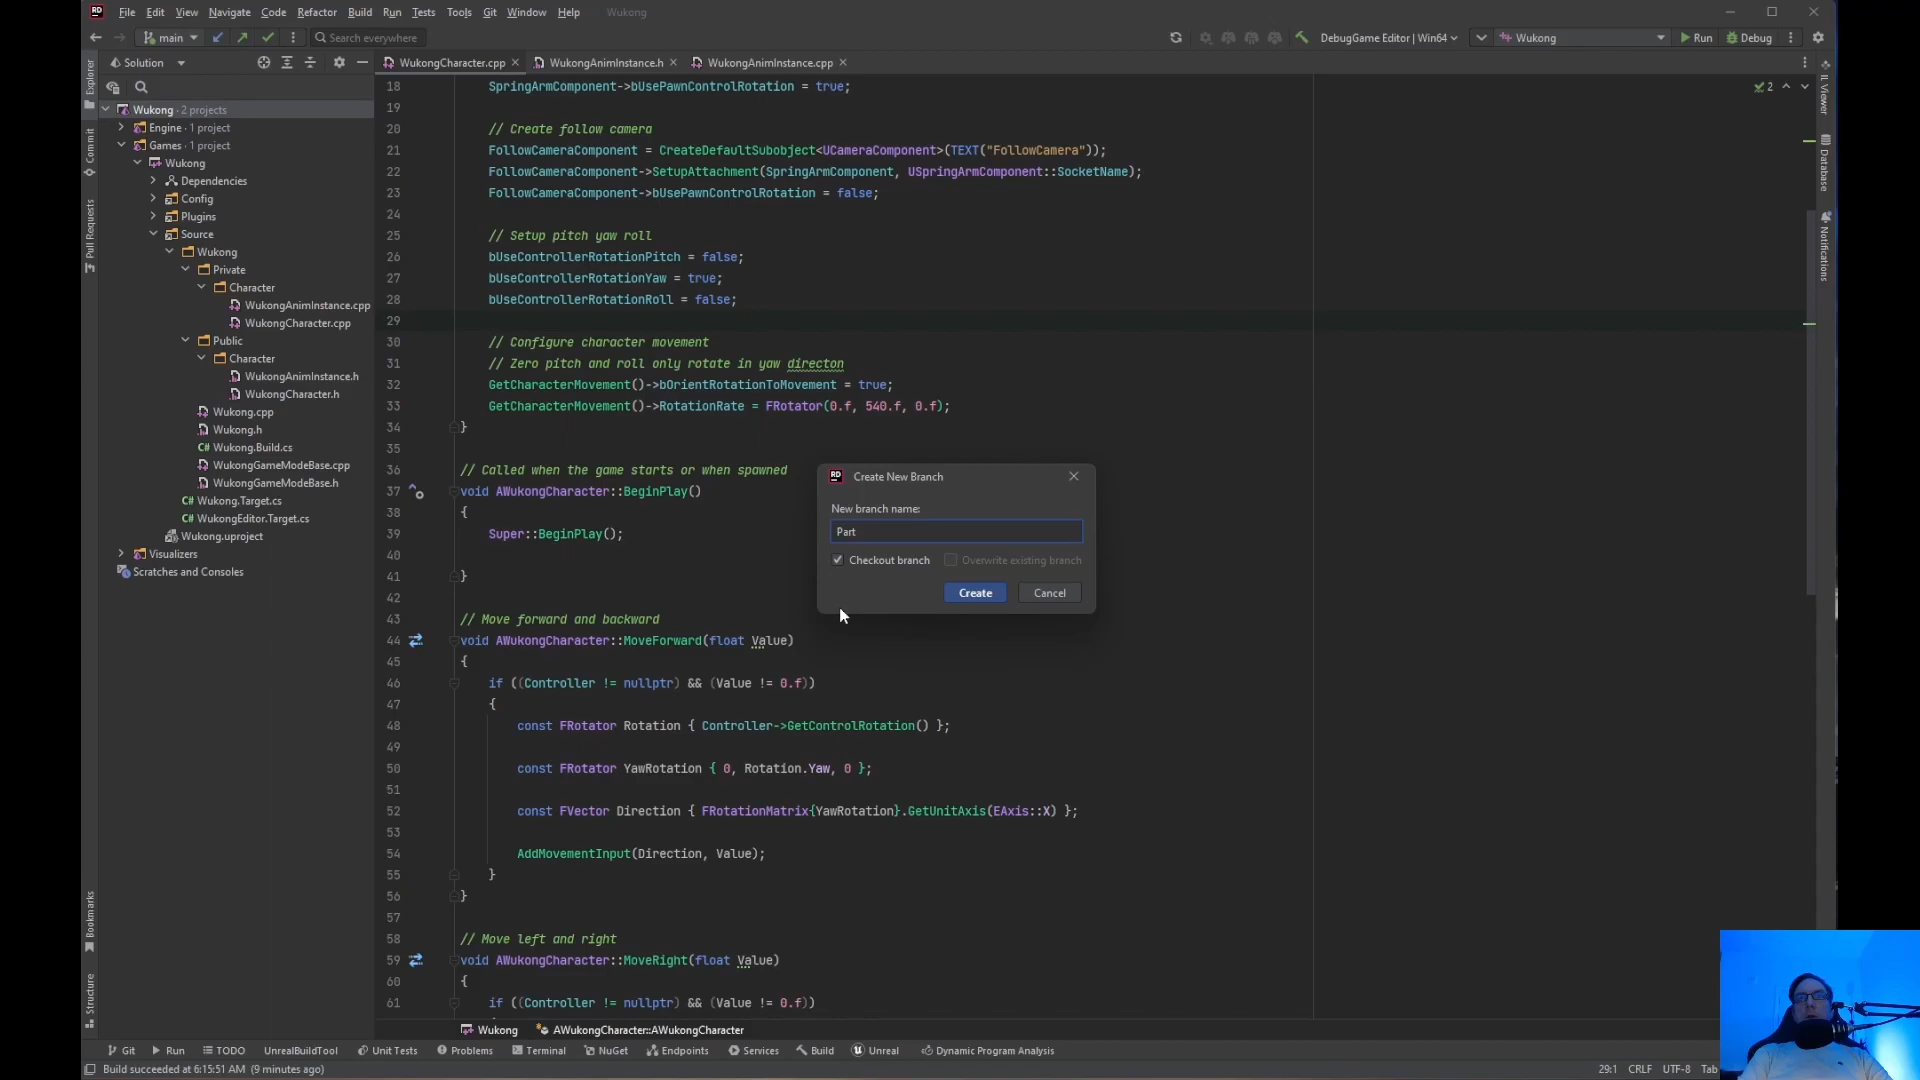 File Edit View Navigate Code Refactor Build Run Tests Tools Git Window Help Wukong
main Search everywhere DebugGame Editor | Win64 Wukong Run Debug
Solution WukongCharacter.cpp WukongAnimInstance.h WukongAnimInstance.cpp
Explorer
Commit
Pull Requests
Bookmarks
Structure
Wukong · 2 projects
Engine · 1 project
Games · 1 project
Wukong
Dependencies
Config
Plugins
Source
Wukong
Private
Character
WukongAnimInstance.cpp
WukongCharacter.cpp
Public
Character
WukongAnimInstance.h
WukongCharacter.h
Wukong.cpp
Wukong.h
C# Wukong.Build.cs
WukongGameModeBase.cpp
WukongGameModeBase.h
C# Wukong.Target.cs
C# WukongEditor.Target.cs
Wukong.uproject
Visualizers
Scratches and Consoles
18 SpringArmComponent->bUsePawnControlRotation = true;
19
20 // Create follow camera
21 FollowCameraComponent = CreateDefaultSubobject<UCameraComponent>(TEXT("FollowCamera"));
22 FollowCameraComponent->SetupAttachment(SpringArmComponent, USpringArmComponent::SocketName);
23 FollowCameraComponent->bUsePawnControlRotation = false;
24
25 // Setup pitch yaw roll
26 bUseControllerRotationPitch = false;
27 bUseControllerRotationYaw = true;
28 bUseControllerRotationRoll = false;
29
30 // Configure character movement
31 // Zero pitch and roll only rotate in yaw directon
32 GetCharacterMovement()->bOrientRotationToMovement = true;
33 GetCharacterMovement()->RotationRate = FRotator(0.f, 540.f, 0.f);
34 }
35
36 // Called when the game starts or when spawned
37 void AWukongCharacter::BeginPlay()
38 {
39 Super::BeginPlay();
40
41 }
42
43 // Move forward and backward
44 void AWukongCharacter::MoveForward(float Value)
45 {
46 if ((Controller != nullptr) && (Value != 0.f))
47 {
48 const FRotator Rotation { Controller->GetControlRotation() };
49
50 const FRotator YawRotation { 0, Rotation.Yaw, 0 };
51
52 const FVector Direction { FRotationMatrix{YawRotation}.GetUnitAxis(EAxis::X) };
53
54 AddMovementInput(Direction, Value);
55 }
56 }
57
58 // Move left and right
59 void AWukongCharacter::MoveRight(float Value)
60 {
61 if ((Controller != nullptr) && (Value != 0.f))
2
IL Viewer
Database
Notifications
RD Create New Branch
New branch name:
Part
Checkout branch Overwrite existing branch
Create Cancel
Wukong AWukongCharacter::AWukongCharacter
Git Run TODO UnrealBuildTool Unit Tests Problems Terminal NuGet Endpoints Services Build Unreal Dynamic Program Analysis
Build succeeded at 6:15:51 AM (9 minutes ago) 29:1 CRLF UTF-8 Tab